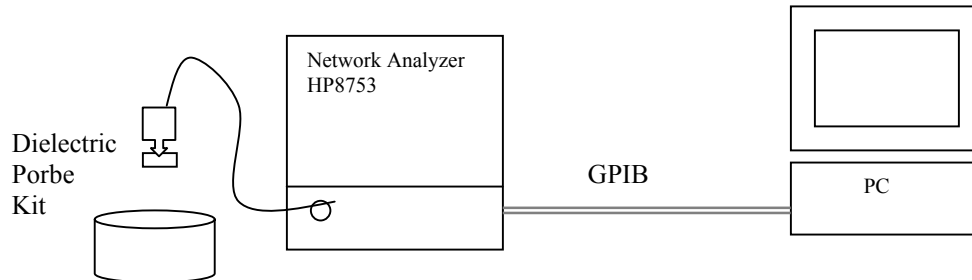 Network Analyzer
HP8753
Dielectric
Porbe
Kit
GPIB
PC